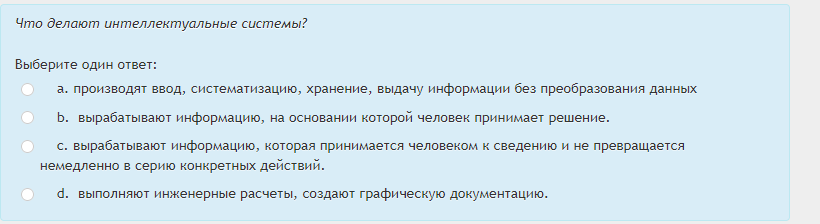 Что делают интеллектуальные системы?
Выберите один ответ:
a. производят ввод, систематизацию, хранение, выдачу информации без преобразования данных
b. вырабатывают информацию, на основании которой человек принимает решение.
c. вырабатывают информацию, которая принимается человеком к сведению и не превращается
немедленно в серию конкретных действий.
d. выполняют инженерные расчеты, создают графическую документацию.